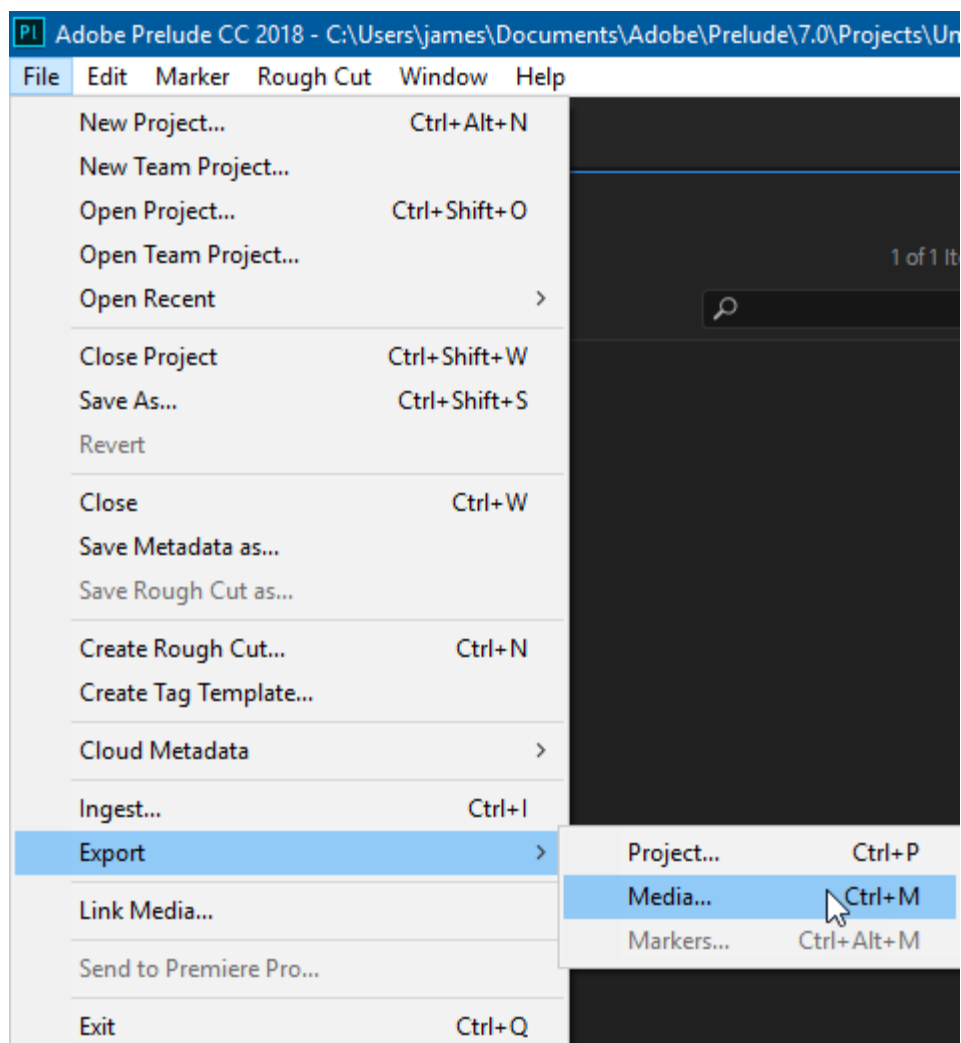 Pl Adobe Prelude CC 2018 - C:\Users\james\Documents\Adobe\Prelude\7.0\Projects\Un
File Edit Marker Rough Cut Window Help
New Project... Ctrl+Alt+N
New Team Project...
Open Project... Ctrl+Shift+O
Open Team Project...
1 of 1 It
Open Recent >
Close Project Ctrl+Shift+W
Save As... Ctrl+Shift+S
Revert
Close Ctrl+W
Save Metadata as...
Save Rough Cut as...
Create Rough Cut... Ctrl+N
Create Tag Template...
Cloud Metadata >
Ingest... Ctrl+I
Export >
Project... Ctrl+P
Media... Ctrl+M
Markers... Ctrl+Alt+M
Link Media...
Send to Premiere Pro...
Exit Ctrl+Q